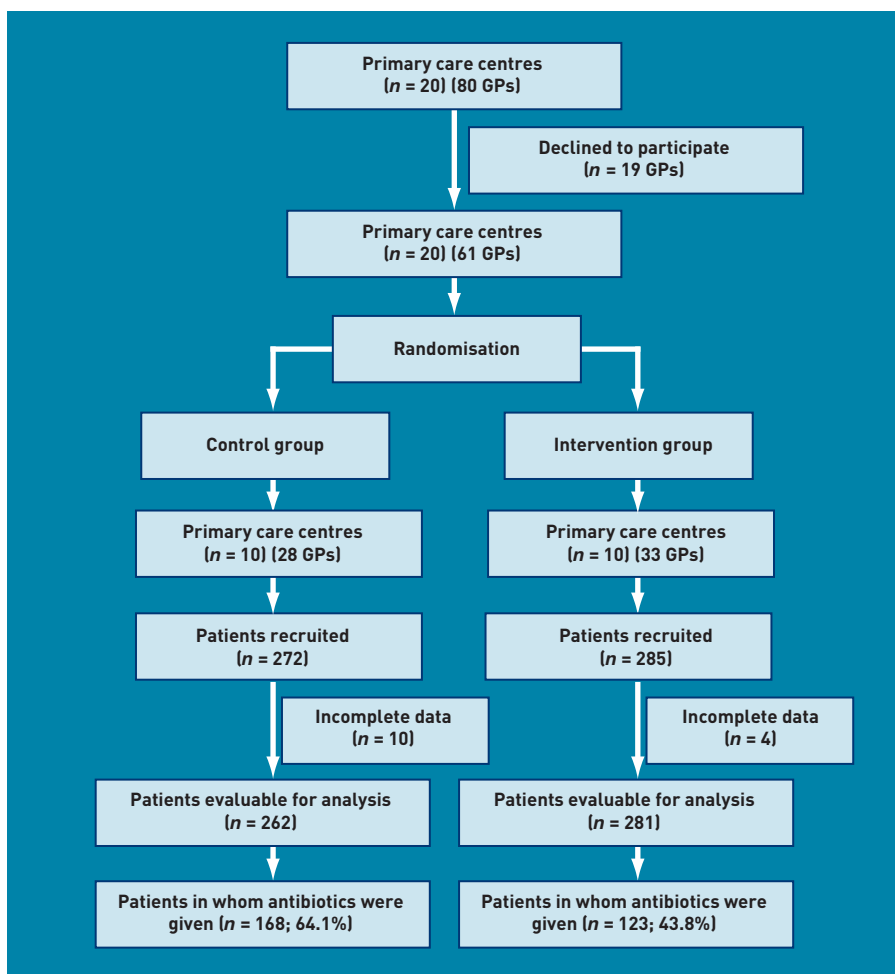 Primary care centres
(n = 20) (80 GPs)
Declined to participate
(n = 19 GPs)
Primary care centres
(n = 20) (61 GPs)
Randomisation
Control group
Intervention group
Primary care centres
(n = 10) (28 GPs)
Primary care centres
(n = 10) (33 GPs)
Patients recruited
(n = 272)
Patients recruited
(n = 285)
Incomplete data
(n = 10)
Incomplete data
(n = 4)
Patients evaluable for analysis
(n = 262)
Patients evaluable for analysis
(n = 281)
Patients in whom antibiotics were
given (n = 168; 64.1%)
Patients in whom antibiotics were
given (n = 123; 43.8%)